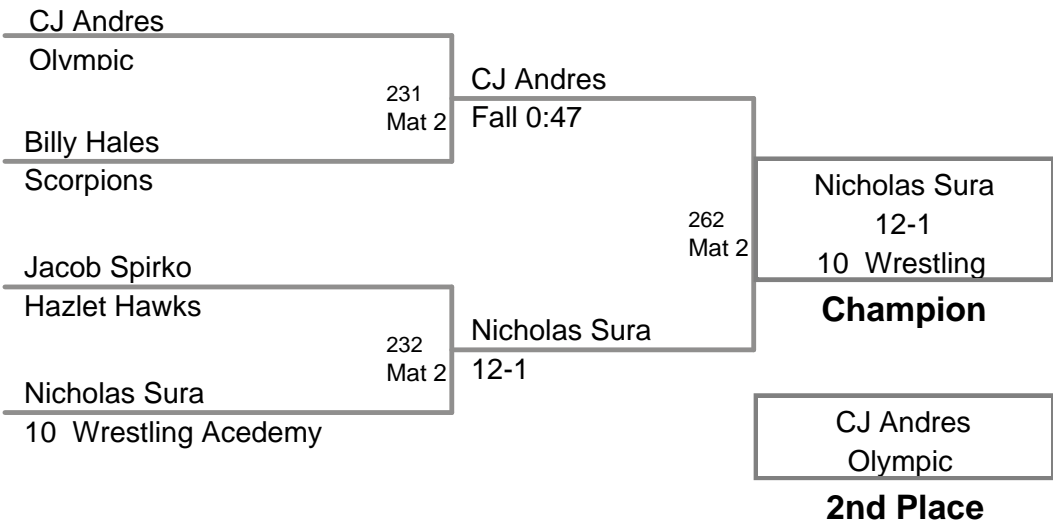 CJ Andres
Olympic
231
Mat 2
CJ Andres
Fall 0:47
Billy Hales
Scorpions
Nicholas Sura
12-1
10 Wrestling
Champion
262
Mat 2
Jacob Spirko
Hazlet Hawks
232
Mat 2
Nicholas Sura
12-1
Nicholas Sura
10 Wrestling Acedemy
CJ Andres
Olympic
2nd Place